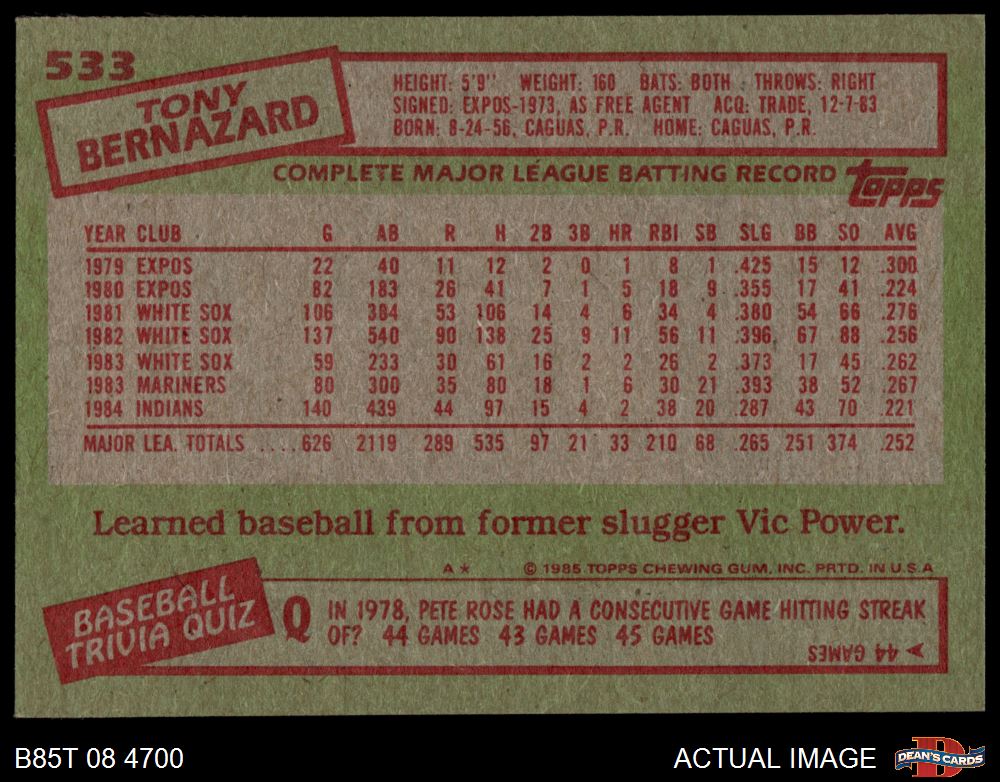 533
TONY
BERNAZARD
HEIGHT: 5'9" WEIGHT: 160 BATS: BOTH THROWS: RIGHT
SIGNED: EXPOS-1973, AS FREE AGENT ACQ: TRADE, 12-7-83
BORN: 8-24-56, CAGUAS, P.R. HOME: CAGUAS, P.R.
COMPLETE MAJOR LEAGUE BATTING RECORD topps
YEAR CLUB G AB R H 2B 3B HR RBI SB SLG BB SO AVG
1979 EXPOS 22 40 11 12 2 0 1 8 1 .425 15 12 .300
1980 EXPOS 82 183 26 41 7 1 5 18 9 .355 17 41 .224
1981 WHITE SOX 106 384 53 106 14 4 6 34 4 .380 54 66 .276
1982 WHITE SOX 137 540 90 138 25 9 11 56 11 .396 67 88 .256
1983 WHITE SOX 59 233 30 61 16 2 2 26 2 .373 17 45 .262
1983 MARINERS 80 300 35 80 18 1 6 30 21 .393 38 52 .267
1984 INDIANS 140 439 44 97 15 4 2 38 20 .287 43 70 .221
MAJOR LEA. TOTALS ....626 2119 289 535 97 21 33 210 68 .265 251 374 .252
Learned baseball from former slugger Vic Power.
A * © 1985 TOPPS CHEWING GUM, INC. PRTD. IN U.S.A
BASEBALL
TRIVIA QUIZ
Q IN 1978, PETE ROSE HAD A CONSECUTIVE GAME HITTING STREAK
OF? 44 GAMES 43 GAMES 45 GAMES
44 GAMES
B85T 08 4700 ACTUAL IMAGE D DEAN'S CARDS